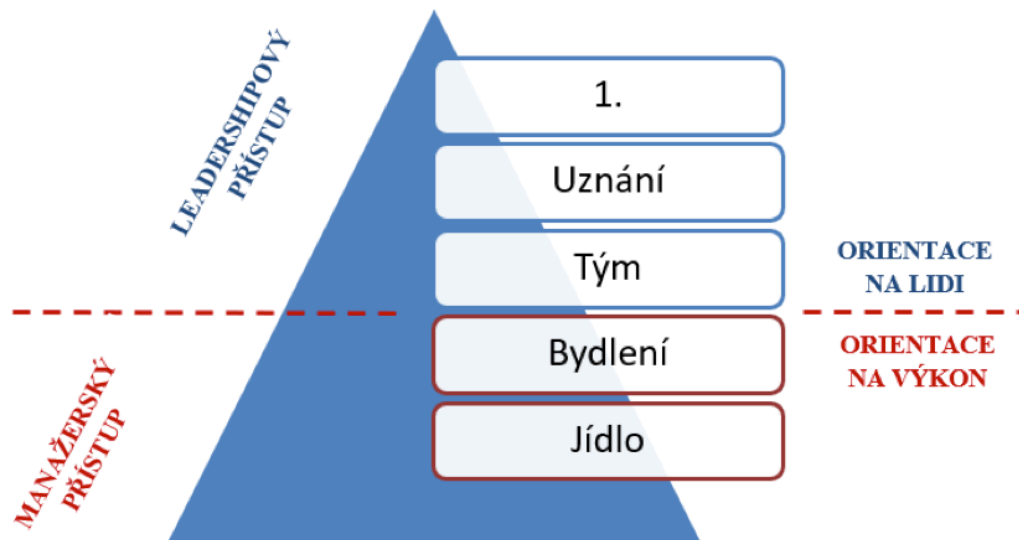 LEADERSHIPOVÝ
PŘÍSTUP
1.
Uznání
Tým
ORIENTACE
NA LIDI
Bydlení
ORIENTACE
NA VÝKON
Jídlo
MANAŽERSKÝ
PŘÍSTUP